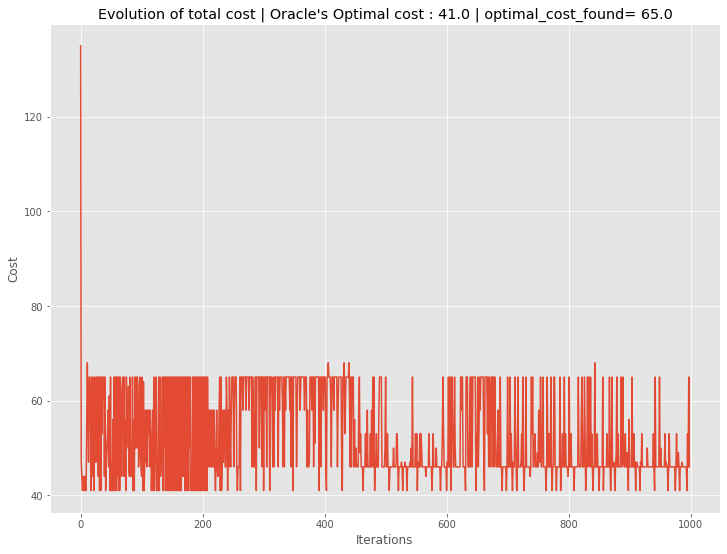 Evolution of total cost | Oracle's Optimal cost : 41.0 | optimal_cost_found= 65.0
120
100
80
60
40
Cost
0 200 400 600 800 1000
Iterations